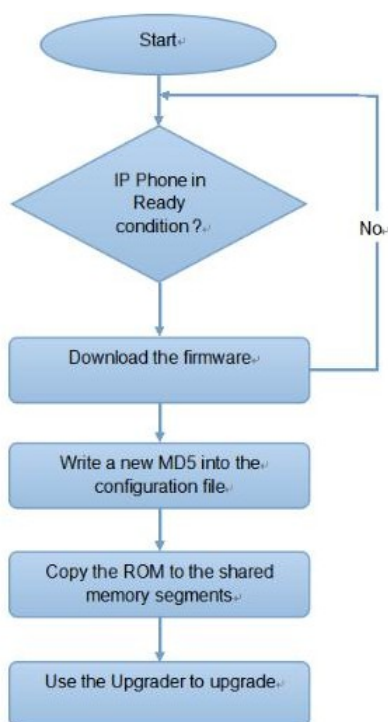 Start
IP Phone in
Ready
condition ?
No
Download the firmware
Write a new MD5 into the
configuration file
Copy the ROM to the shared
memory segments
Use the Upgrader to upgrade